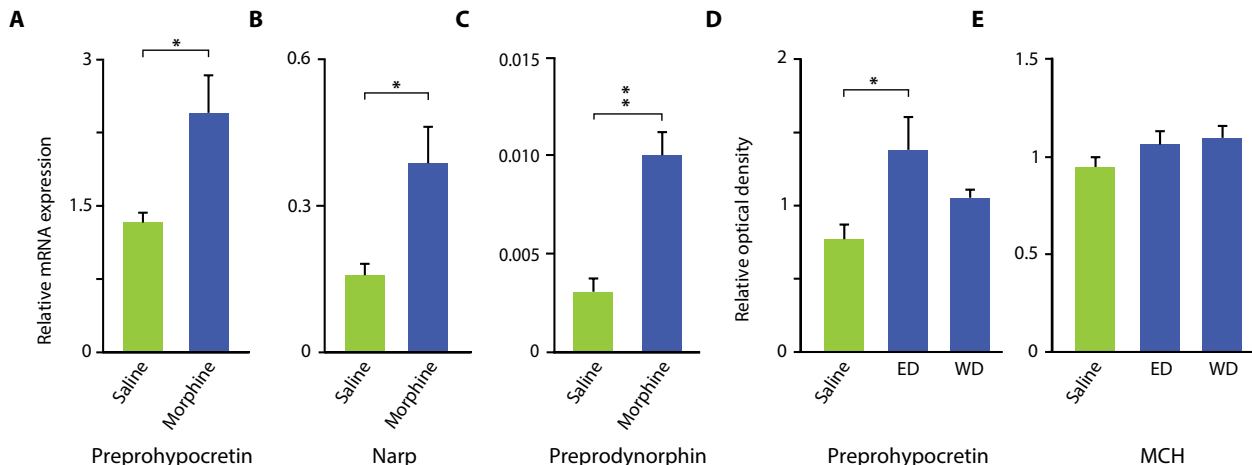 A
B
C
D
E
Relative mRNA expression
3
1.5
0
*
Saline
Morphine
Preprohypocretin
0.6
0.3
0
*
Saline
Morphine
Narp
0.015
0.010
0.005
0
*
*
Saline
Morphine
Preprodynorphin
Relative optical density
2
1
0
*
Saline
ED
WD
Preprohypocretin
1.5
1
0.5
0
Saline
ED
WD
MCH